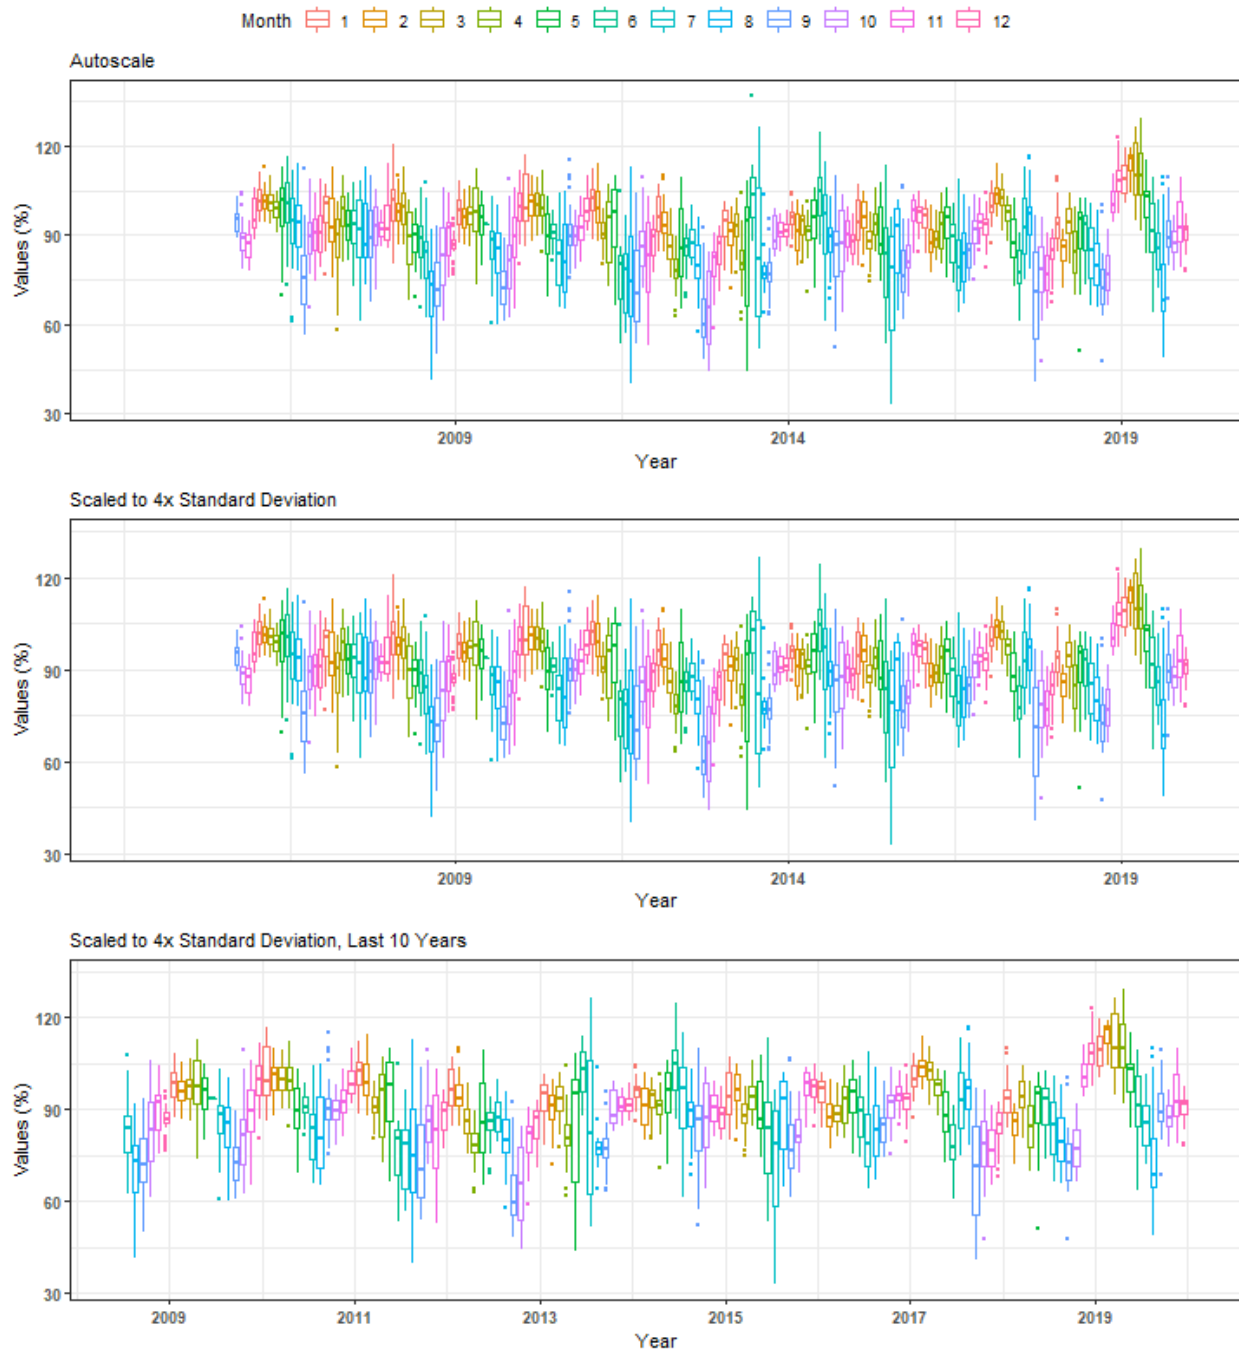 Month 1 2 3 4 5 6 7 8 9 10 11 12
Autoscale
120
90
60
30
Values (%)
2009 2014 2019
Year
Scaled to 4x Standard Deviation
120
90
60
30
Values (%)
2009 2014 2019
Year
Scaled to 4x Standard Deviation, Last 10 Years
120
90
60
30
Values (%)
2009 2011 2013 2015 2017 2019
Year